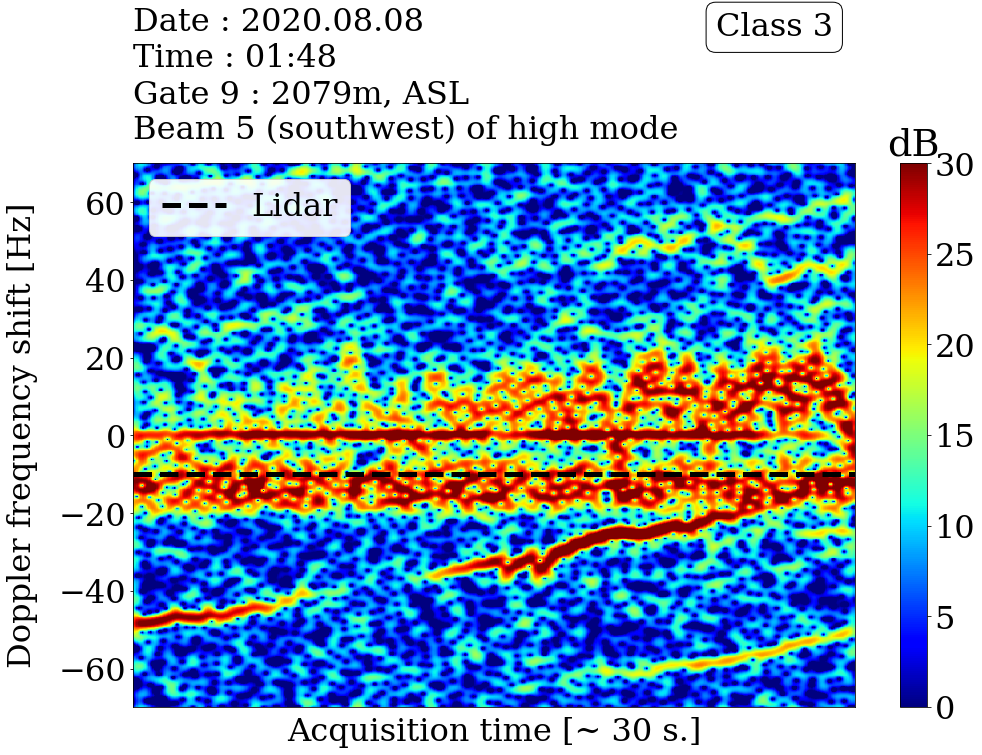 Date : 2020.08.08
Time : 01:48
Gate 9 : 2079m, ASL
Beam 5 (southwest) of high mode
Class 3
dB
Lidar
Doppler frequency shift [Hz]
60
40
20
0
−20
−40
−60
30
25
20
15
10
5
0
Acquisition time [~ 30 s.]